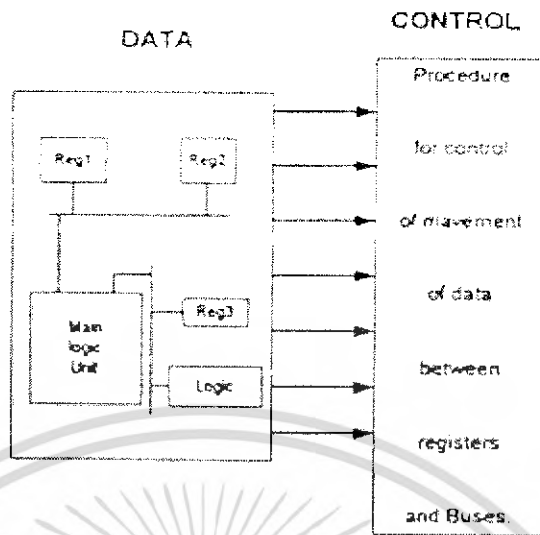 DATA
CONTROL
Reg1
Reg2
Main
logic
Unit
Reg3
Logic
Procedure
for control
of mavement
of data
between
registers
and Buses.